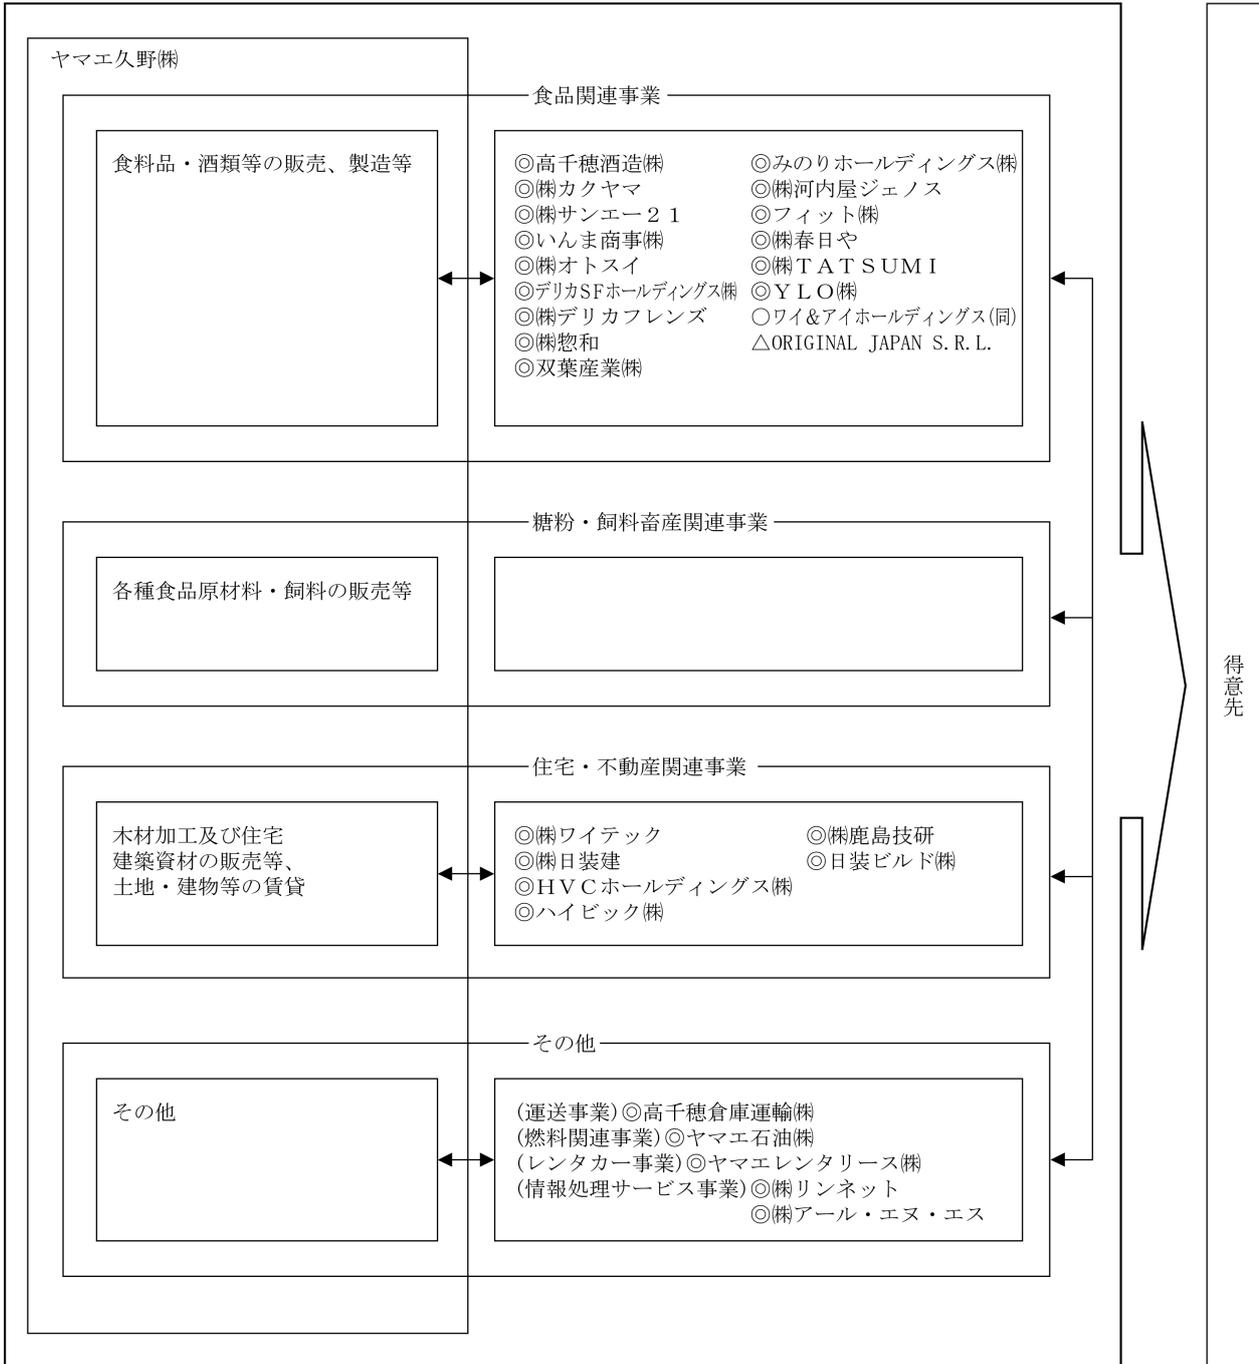 ヤマエ久野㈱
食品関連事業
食料品・酒類等の販売、製造等
◎高千穂酒造㈱
◎㈱カクヤマ
◎㈱サンエー２１
◎いんま商事㈱
◎㈱オトスイ
◎デリカSFホールディングス㈱
◎㈱デリカフレンズ
◎㈱惣和
◎双葉産業㈱
◎みのりホールディングス㈱
◎㈱河内屋ジェノス
◎フィット㈱
◎㈱春日や
◎㈱ＴＡＴＳＵＭＩ
◎ＹＬＯ㈱
○ワイ&アイホールディングス(同)
△ORIGINAL JAPAN S.R.L.
糖粉・飼料畜産関連事業
各種食品原材料・飼料の販売等
住宅・不動産関連事業
木材加工及び住宅
建築資材の販売等、
土地・建物等の賃貸
◎㈱ワイテック
◎㈱日装建
◎ＨＶＣホールディングス㈱
◎ハイビック㈱
◎㈱鹿島技研
◎日装ビルド㈱
その他
その他
(運送事業)◎高千穂倉庫運輸㈱
(燃料関連事業)◎ヤマエ石油㈱
(レンタカー事業)◎ヤマエレンタリース㈱
(情報処理サービス事業)◎㈱リンネット
◎㈱アール・エヌ・エス
得意先